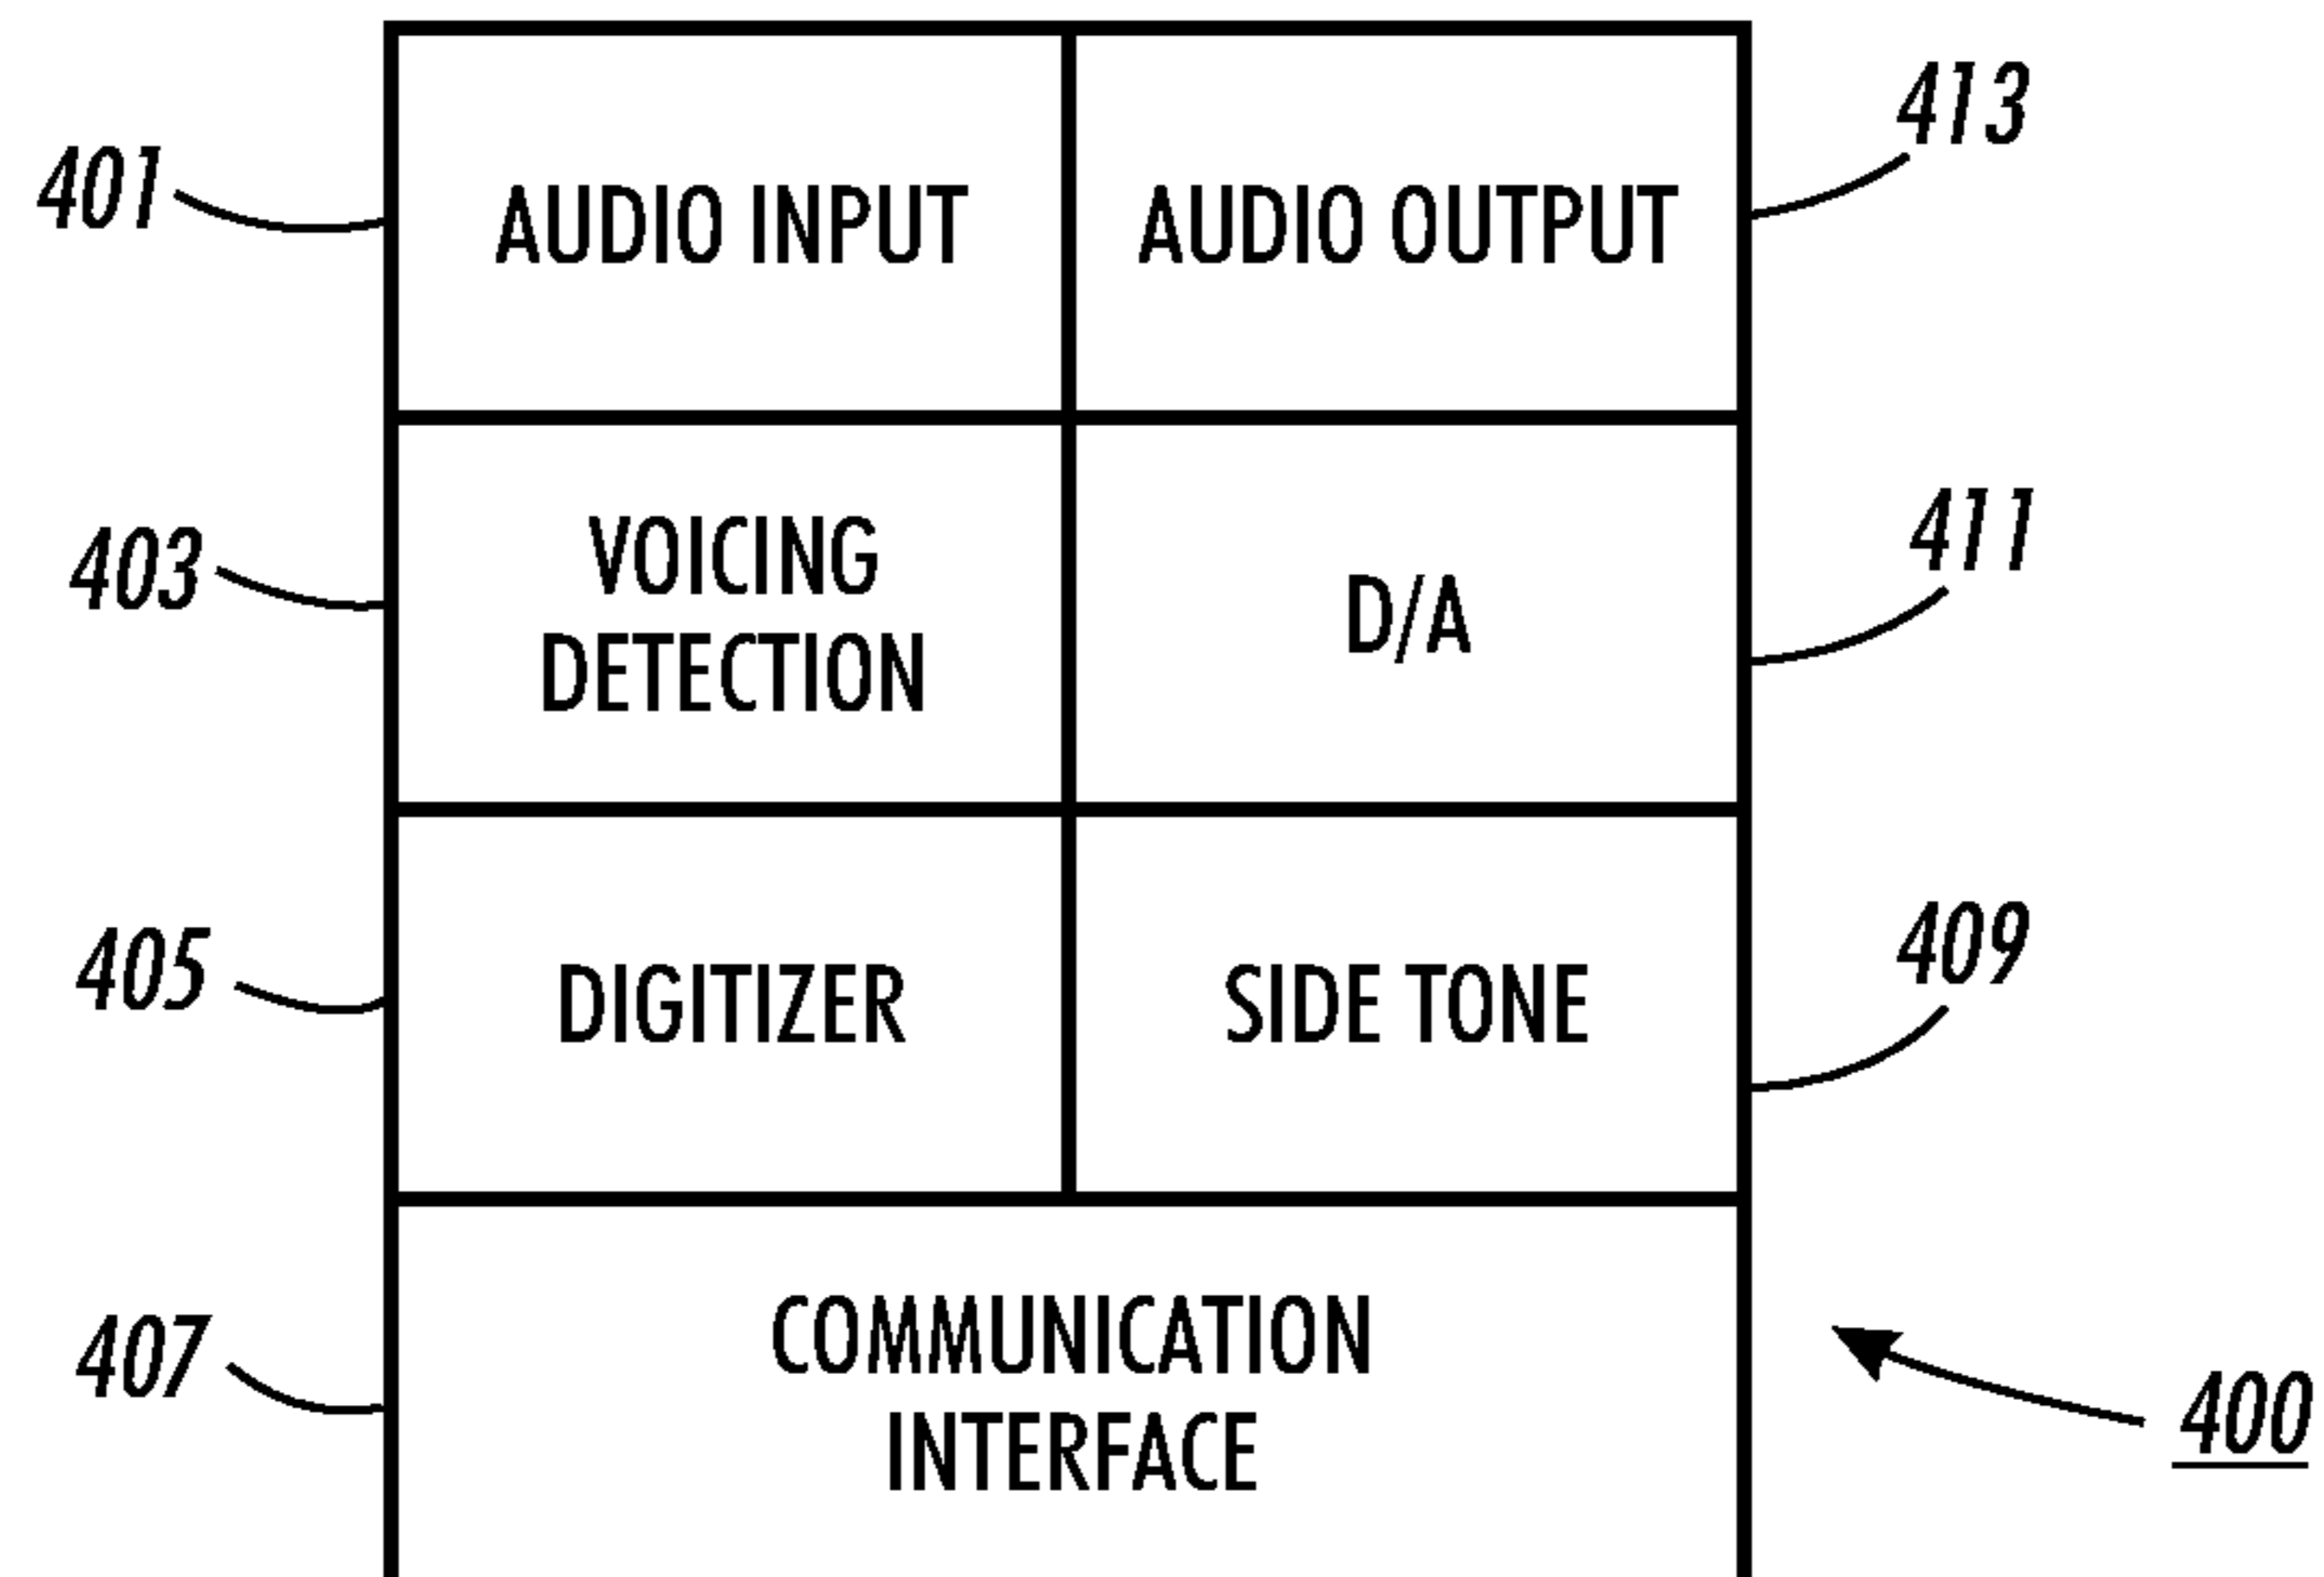 413
401
AUDIO INPUT
AUDIO OUTPUT
403
VOICING
DETECTION
D/A
411
405
DIGITIZER
SIDE TONE
409
407
COMMUNICATION
INTERFACE
400